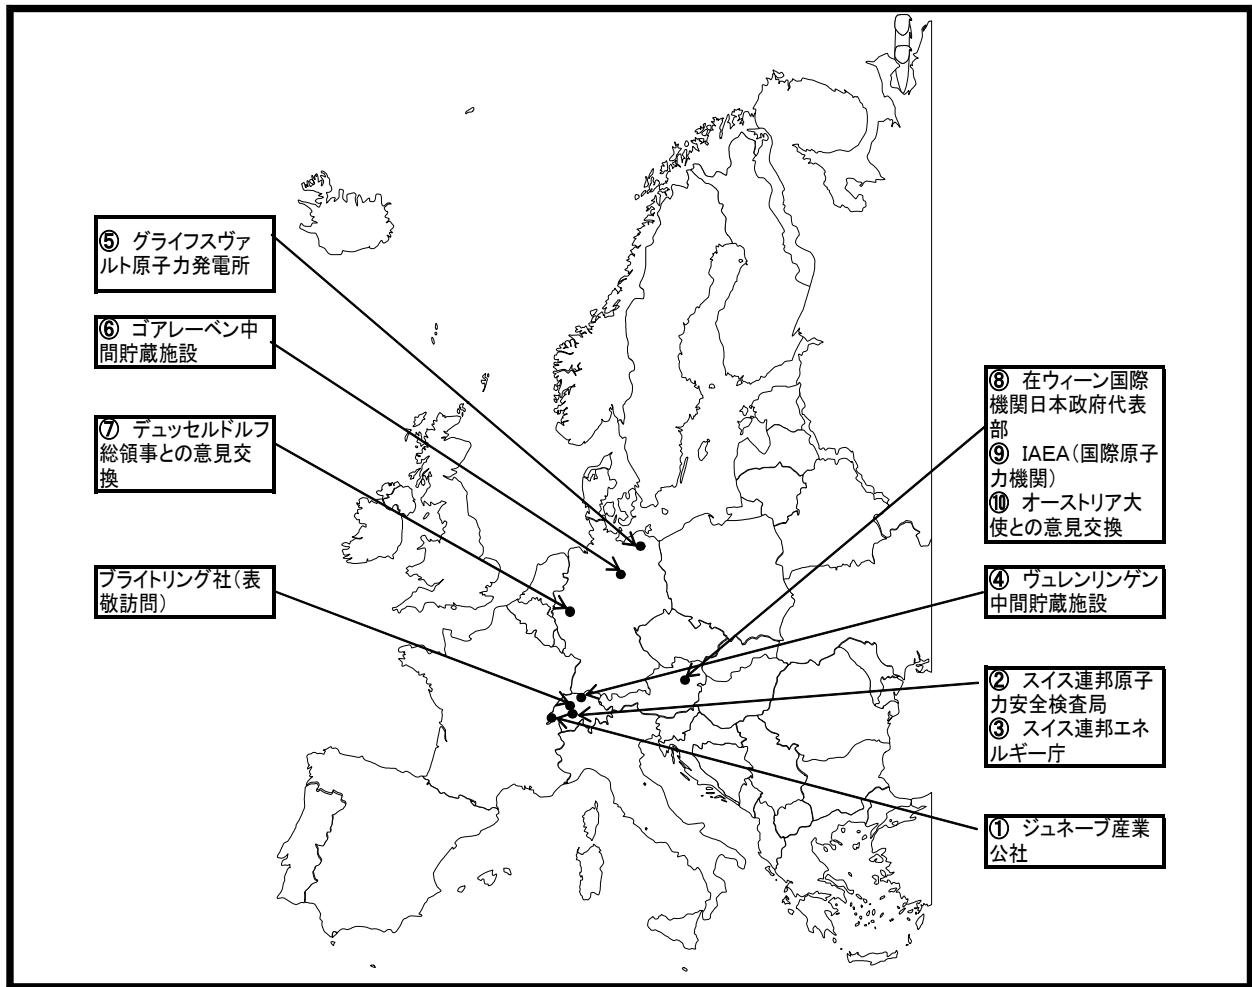 ⑤ グライフスヴァ
ルト原子力発電所
⑥ ゴアレーベン中
間貯蔵施設
⑦ デュッセルドルフ
総領事との意見交
換
ブライトリング社(表
敬訪問)
⑧ 在ウィーン国際
機関日本政府代表
部
⑨ IAEA(国際原子
力機関)
⑩ オーストリア大
使との意見交換
④ ヴュレンリンゲン
中間貯蔵施設
② スイス連邦原子
力安全検査局
③ スイス連邦エネ
ルギー庁
① ジュネーブ産業
公社